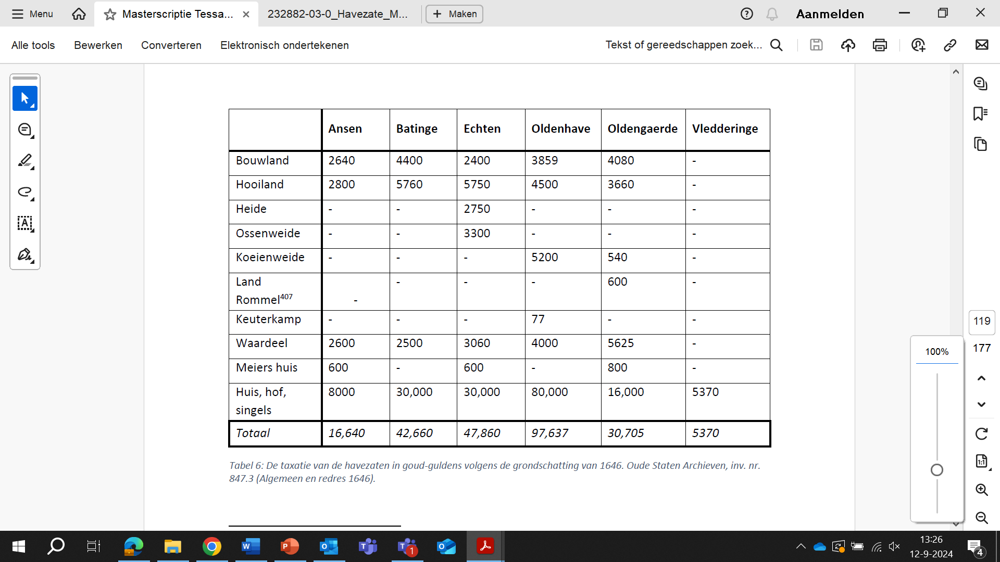 Menu
Masterscriptie Tessa...
232882-03-0_Havezate_M...
Maken
Aanmelden
Alle tools Bewerken Converteren Elektronisch ondertekenen
Tekst of gereedschappen zoek...
Ansen Batinge Echten Oldenhave Oldengaerde Vledderinge
Bouwland 2640 4400 2400 3859 4080 -
Hooiland 2800 5760 5750 4500 3660 -
Heide - - 2750 - - -
Ossenweide - - 3300 - - -
Koeienweide - - - 5200 540 -
Land
Rommel407 - - - - 600 -
Keuterkamp - - - 77 - -
Waardeel 2600 2500 3060 4000 5625 -
Meiers huis 600 - 600 - 800 -
Huis, hof,
singels 8000 30,000 30,000 80,000 16,000 5370
Totaal 16,640 42,660 47,860 97,637 30,705 5370
Tabel 6: De taxatie van de havezaten in goud-guldens volgens de grondschatting van 1646. Oude Staten Archieven, inv. nr.
847.3 (Algemeen en redres 1646).
119
177
100%
1:1
13:26
12-9-2024
1
4